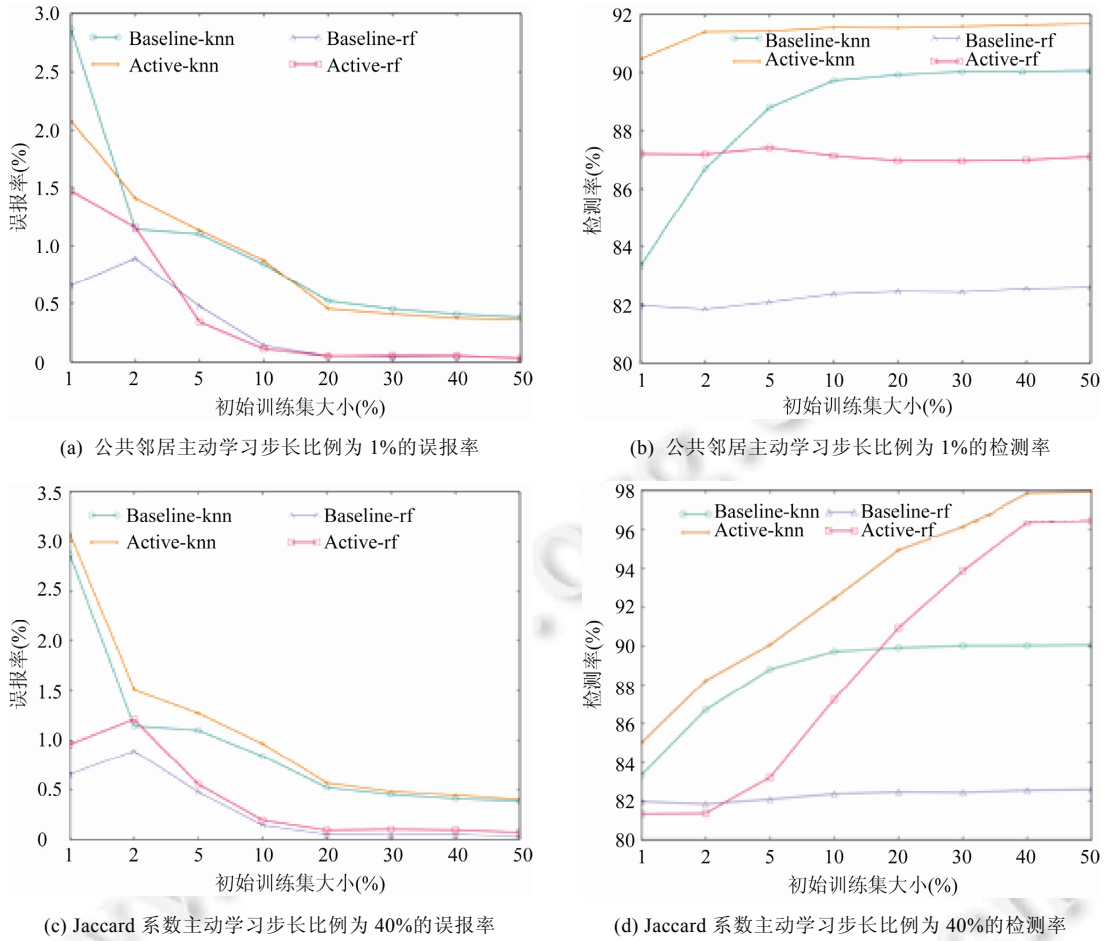 3.0
2.5
2.0
1.5
1.0
0.5
0
误报率(%)
Baseline-knn
Baseline-rf
Active-knn
Active-rf
1 2 5 10 20 30 40 50
初始训练集大小(%)
(a) 公共邻居主动学习步长比例为 1%的误报率
92
90
88
86
84
82
80
检测率(%)
Baseline-knn
Baseline-rf
Active-knn
Active-rf
1 2 5 10 20 30 40 50
初始训练集大小(%)
(b) 公共邻居主动学习步长比例为 1%的检测率
3.5
3.0
2.5
2.0
1.5
1.0
0.5
0
误报率(%)
Baseline-knn
Baseline-rf
Active-knn
Active-rf
1 2 5 10 20 30 40 50
初始训练集大小(%)
(c) Jaccard 系数主动学习步长比例为 40%的误报率
98
96
94
92
90
88
86
84
82
80
检测率(%)
Baseline-knn
Baseline-rf
Active-knn
Active-rf
1 2 5 10 20 30 40 50
初始训练集大小(%)
(d) Jaccard 系数主动学习步长比例为 40%的检测率